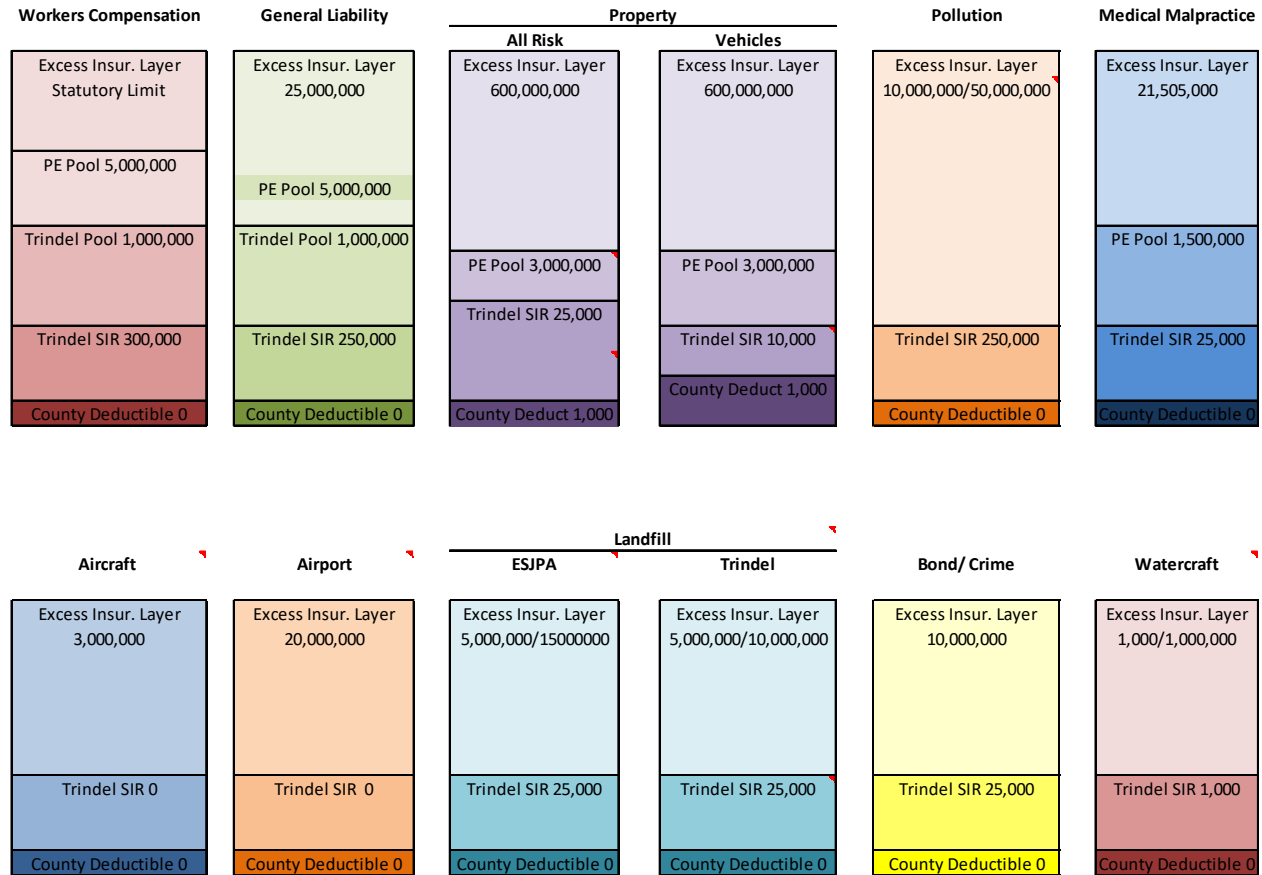 Workers Compensation
General Liability
Property
Pollution
Medical Malpractice
All Risk
Vehicles
Excess Insur. Layer
Statutory Limit
PE Pool 5,000,000
Trindel Pool 1,000,000
Trindel SIR 300,000
County Deductible 0
Excess Insur. Layer
25,000,000
PE Pool 5,000,000
Trindel Pool 1,000,000
Trindel SIR 250,000
County Deductible 0
Excess Insur. Layer
600,000,000
PE Pool 3,000,000
Trindel SIR 25,000
County Deduct 1,000
Excess Insur. Layer
600,000,000
PE Pool 3,000,000
Trindel SIR 10,000
County Deduct 1,000
Excess Insur. Layer
10,000,000/50,000,000
Trindel SIR 250,000
County Deductible 0
Excess Insur. Layer
21,505,000
PE Pool 1,500,000
Trindel SIR 25,000
County Deductible 0
Aircraft
Airport
Landfill
ESJPA
Trindel
Bond/ Crime
Watercraft
Excess Insur. Layer
3,000,000
Trindel SIR 0
County Deductible 0
Excess Insur. Layer
20,000,000
Trindel SIR  0
County Deductible 0
Excess Insur. Layer
5,000,000/15000000
Trindel SIR 25,000
County Deductible 0
Excess Insur. Layer
5,000,000/10,000,000
Trindel SIR 25,000
County Deductible 0
Excess Insur. Layer
10,000,000
Trindel SIR 25,000
County Deductible 0
Excess Insur. Layer
1,000/1,000,000
Trindel SIR 1,000
County Deductible 0